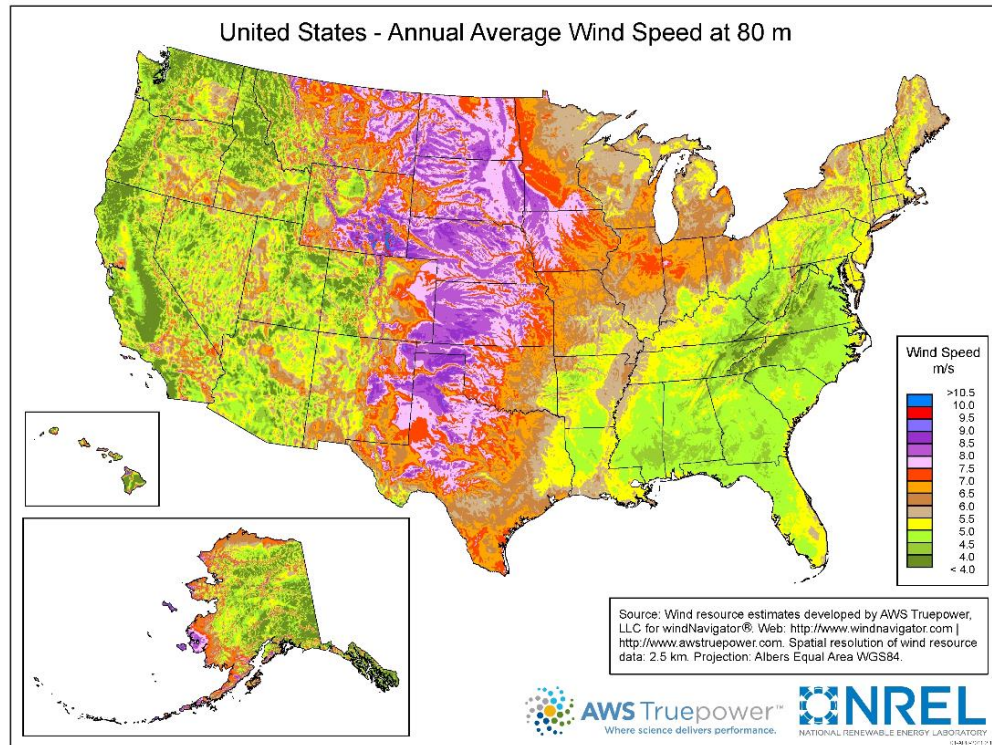 United States - Annual Average Wind Speed at 80 m
Wind Speed
m/s
>10.5
10.0
9.5
9.0
8.5
8.0
7.5
7.0
6.5
6.0
5.5
5.0
4.5
4.0
< 4.0
Source: Wind resource estimates developed by AWS Truepower,
LLC for windNavigator®. Web: http://www.windnavigator.com |
http://www.awstruepower.com. Spatial resolution of wind resource
data: 2.5 km. Projection: Albers Equal Area WGS84.
AWS Truepower™
Where science delivers performance.
NREL
NATIONAL RENEWABLE ENERGY LABORATORY